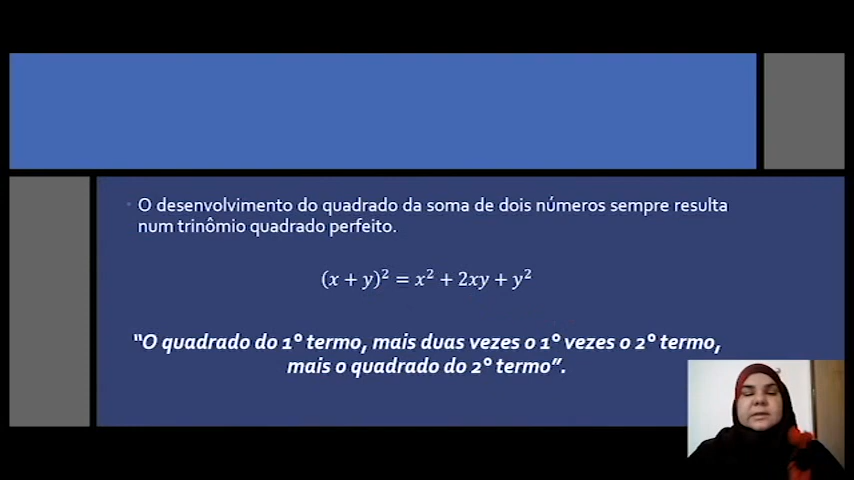 O desenvolvimento do quadrado da soma de dois números sempre resulta
num trinômio quadrado perfeito.
(x + y)² = x² + 2xy + y²
“O quadrado do 1° termo, mais duas vezes o 1° vezes o 2° termo,
mais o quadrado do 2° termo”.